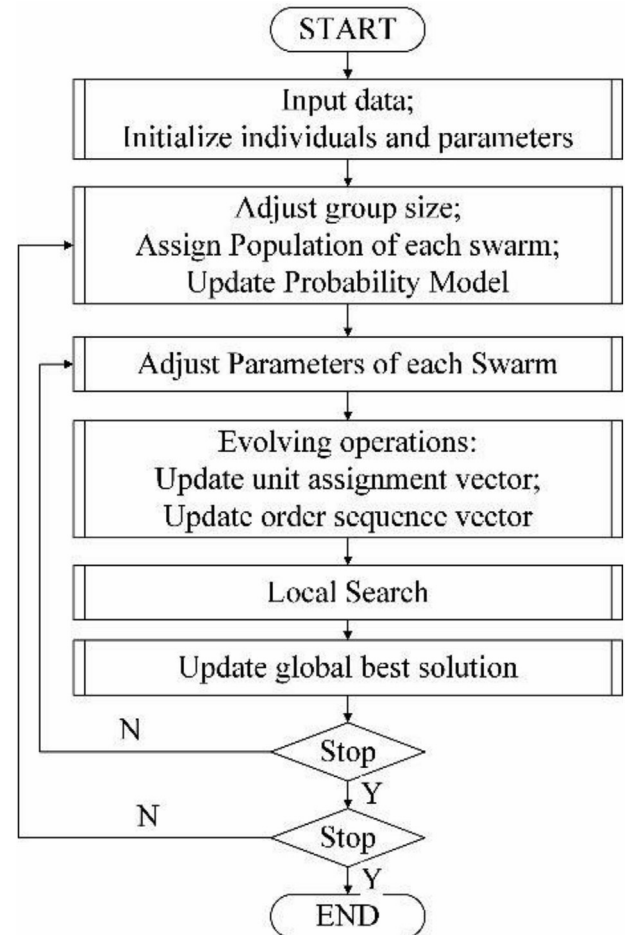 START
Input data;
Initialize individuals and parameters
Adjust group size;
Assign Population of each swarm;
Update Probability Model
Adjust Parameters of each Swarm
Evolving operations:
Update unit assignment vector;
Update order sequence vector
Local Search
Update global best solution
N
Stop
Y
N
Stop
Y
END